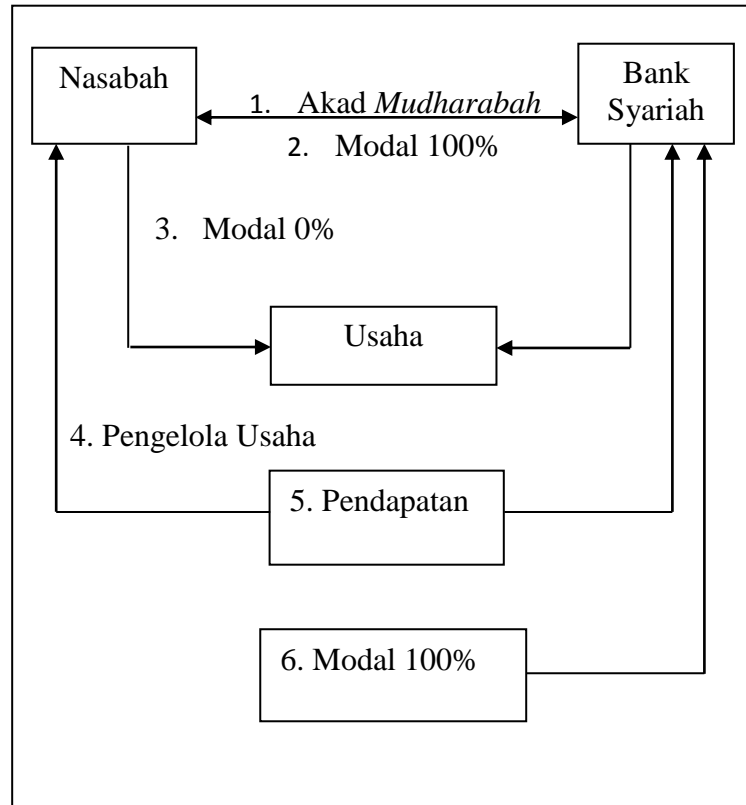 Nasabah
Bank
Syariah
1. Akad Mudharabah
2. Modal 100%
3. Modal 0%
Usaha
4. Pengelola Usaha
5. Pendapatan
6. Modal 100%